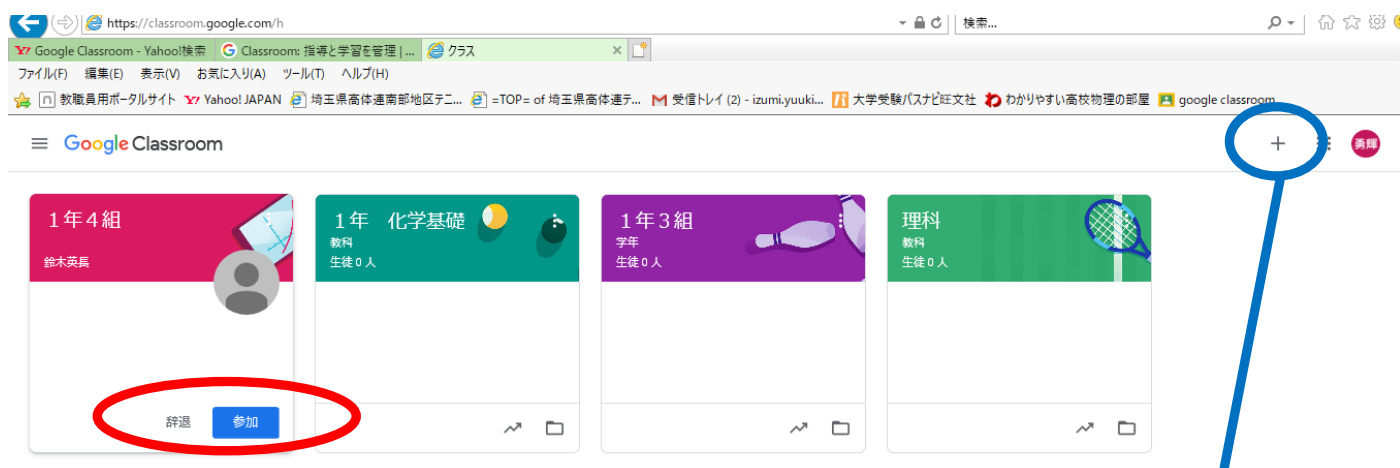 https://classroom.google.com/h
検索...
Google Classroom - Yahoo!検索
Classroom: 指導と学習を管理 | ...
クラス
ファイル(F) 編集(E) 表示(V) お気に入り(A) ツール(T) ヘルプ(H)
教職員用ポータルサイト Yahoo! JAPAN 埼玉県高体連南部地区テニ... =TOP= of 埼玉県高体連テ... 受信トレイ (2) - izumi.yuuki... 大学受験パスナビ旺文社 わかりやすい高校物理の部屋 google classroom
Google Classroom
勇輝
1年4組
鈴木英長
辞退 参加
1年 化学基礎
教科
生徒 0 人
1年3組
学年
生徒 0 人
理科
教科
生徒 0 人